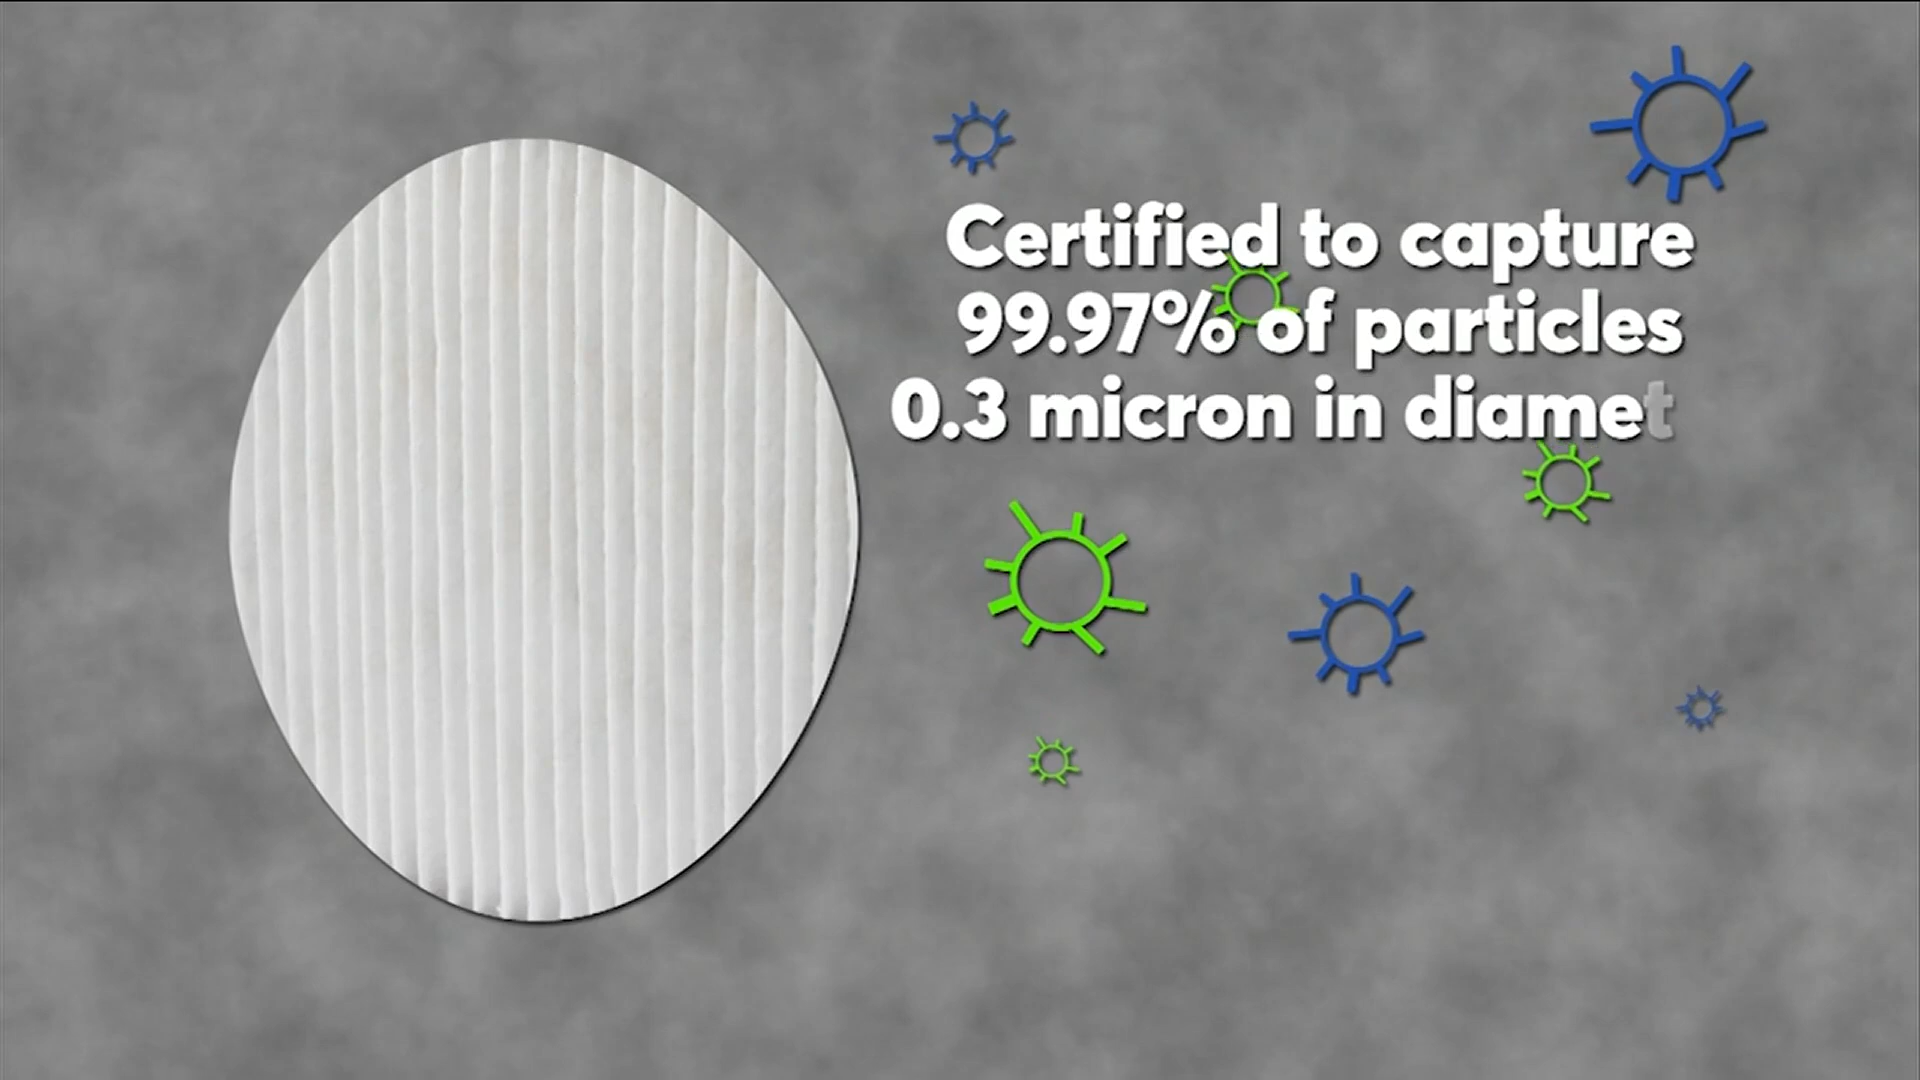 Certified to capture
99.97% of particles
0.3 micron in diamet